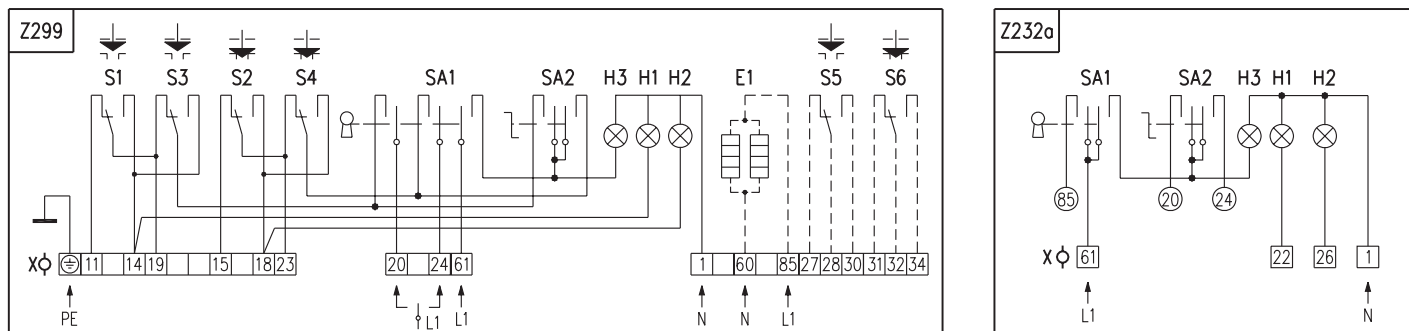 Z299
S1 S3 S2 S4 SA1 SA2 H3 H1 H2 E1 S5 S6
X 11 14 19 15 18 23 20 24 61 1 60 85 27 28 30 31 32 34
PE L1 L1 N N L1
Z232a
SA1 SA2 H3 H1 H2
85 20 24
X 61 22 26 1
L1 N